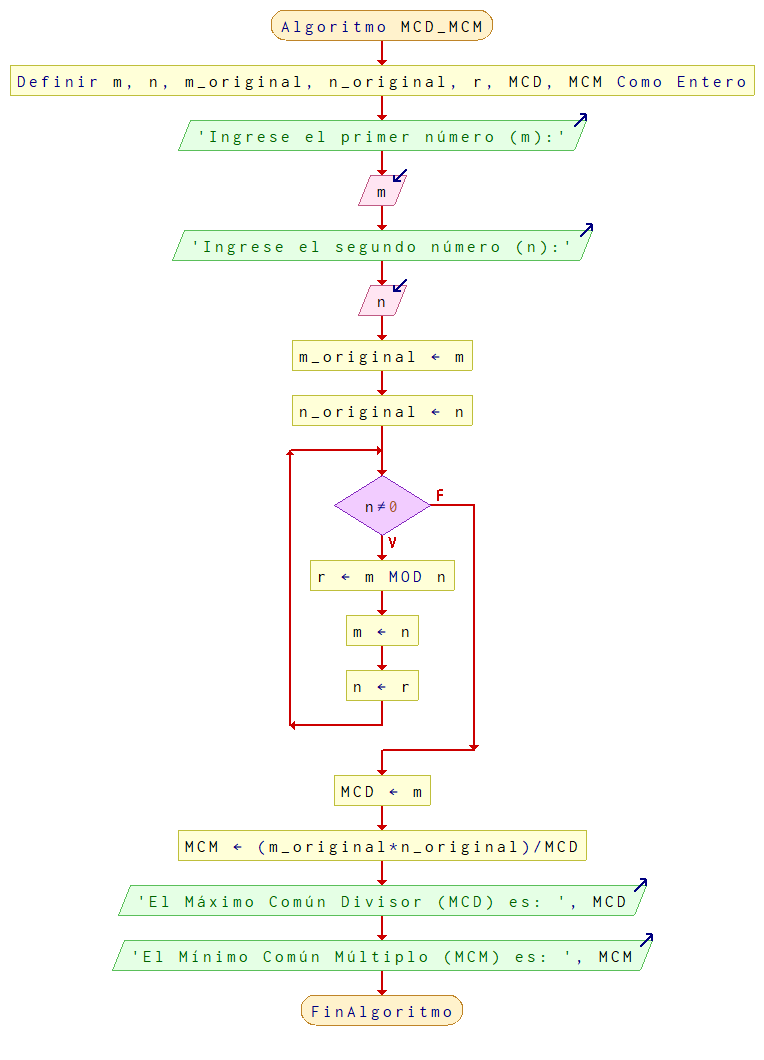 Algoritmo MCD_MCM
Definir m, n, m_original, n_original, r, MCD, MCM Como Entero
'Ingrese el primer número (m):'
m
'Ingrese el segundo número (n):'
n
m_original ← m
n_original ← n
n≠0
F
V
r ← m MOD n
m ← n
n ← r
MCD ← m
MCM ← (m_original*n_original)/MCD
'El Máximo Común Divisor (MCD) es: ', MCD
'El Mínimo Común Múltiplo (MCM) es: ', MCM
FinAlgoritmo